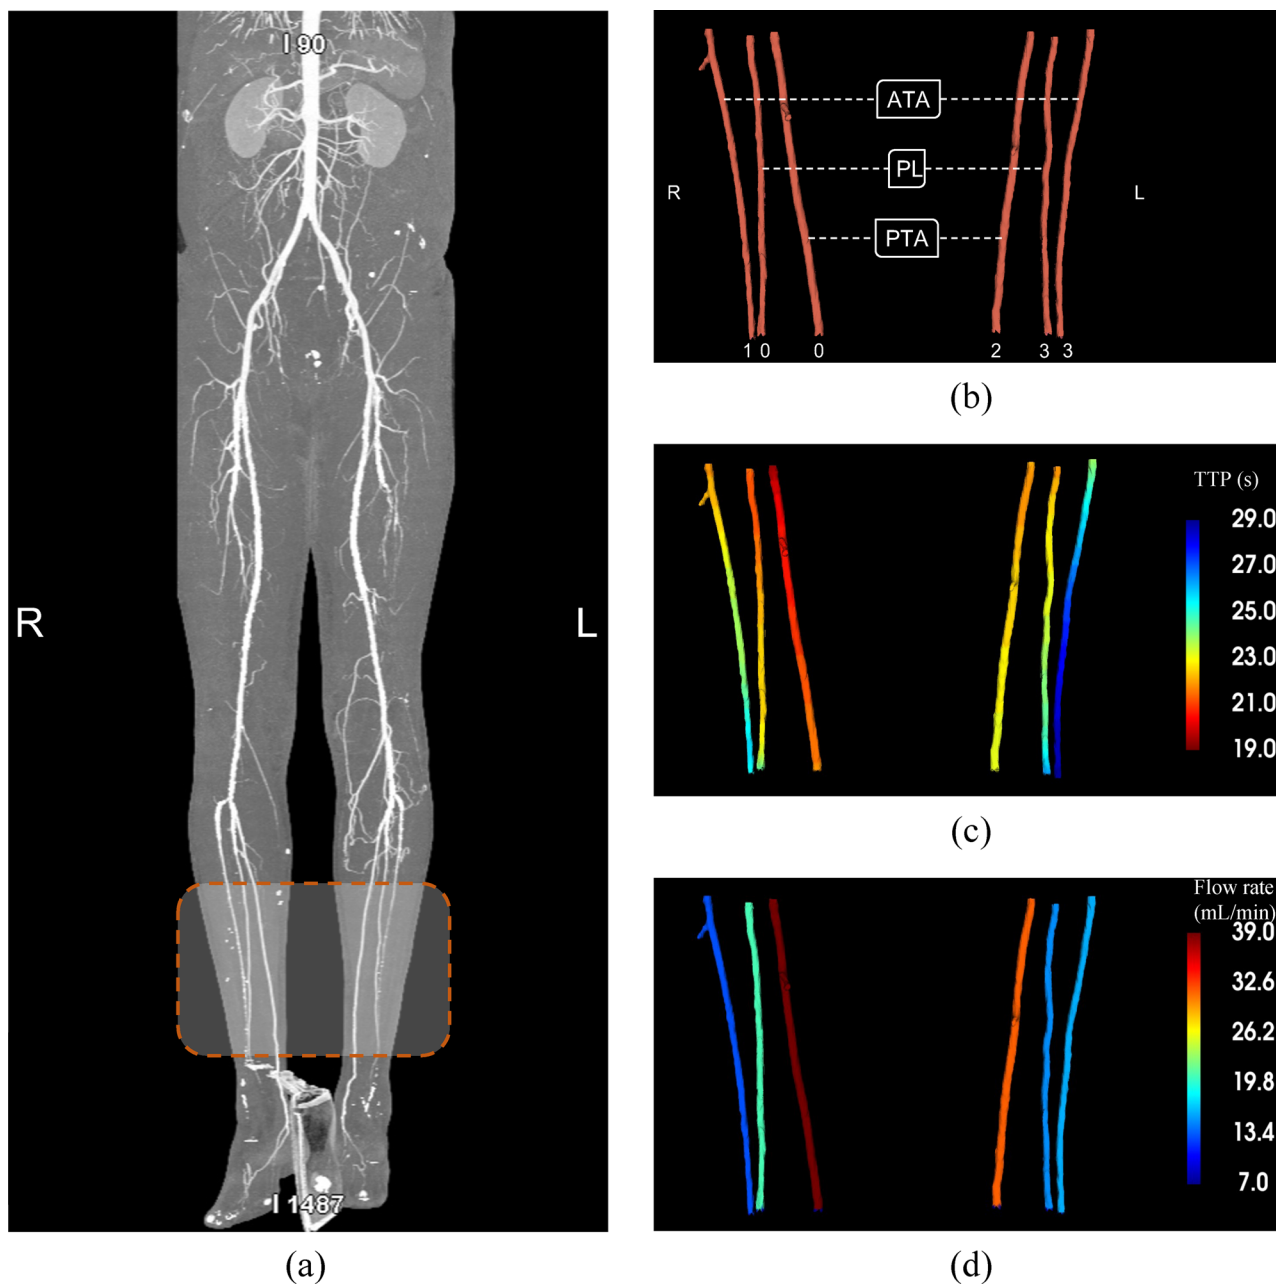 I 90
R
L
I 1487
(a)
ATA
PL
PTA
R
L
1 0 0 2 3 3
(b)
TTP (s)
29.0
27.0
25.0
23.0
21.0
19.0
(c)
Flow rate
(mL/min)
39.0
32.6
26.2
19.8
13.4
7.0
(d)